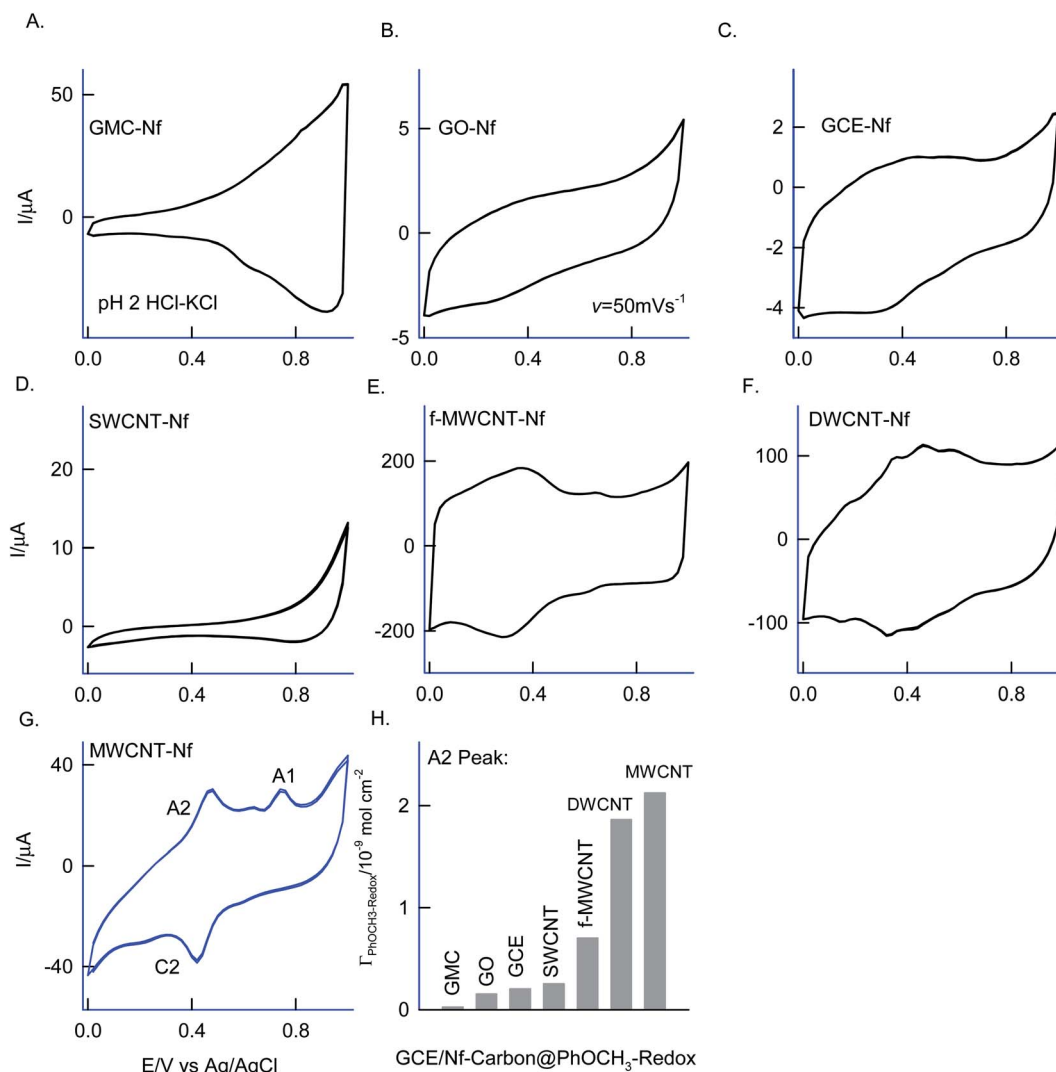 A.
B.
C.
GMC-Nf
GO-Nf
GCE-Nf
I/μA
50
0
pH 2 HCl-KCl
5
0
-5
v=50mVs⁻¹
2
0
-2
-4
0.0 0.4 0.8
0.0 0.4 0.8
0.0 0.4 0.8
D.
E.
F.
SWCNT-Nf
f-MWCNT-Nf
DWCNT-Nf
I/μA
20
10
0
200
0
-200
100
0
-100
0.0 0.4 0.8
0.0 0.4 0.8
0.0 0.4 0.8
G.
H.
MWCNT-Nf
I/μA
40
0
-40
A2
A1
C2
0.0 0.4 0.8
E/V vs Ag/AgCl
A2 Peak:
Γ_PhOCH3-Redox/10⁻⁹ mol cm⁻²
2
1
0
GMC
GO
GCE
SWCNT
f-MWCNT
DWCNT
MWCNT
GCE/Nf-Carbon@PhOCH₃-Redox